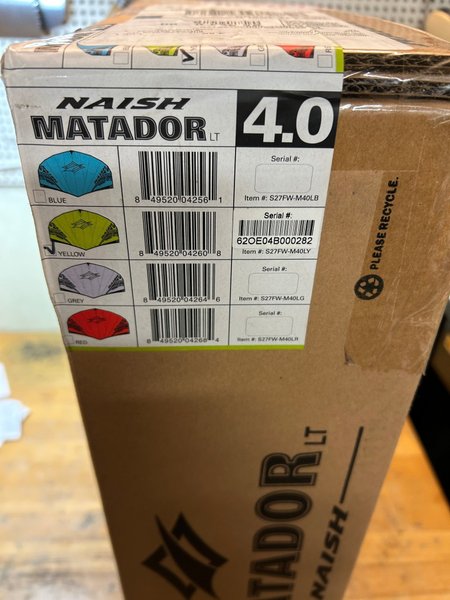 NAISH
MATADOR LT
4.0
BLUE
8 49520 04256 1
Serial #:
Item #: S27FW-M40LB
YELLOW
8 49520 04260 8
Serial #:
62OE04B000282
Item #: S27FW-M40LY
GREY
8 49520 04264 6
Serial #:
Item #: S27FW-M40LG
RED
8 49520 04268 4
Serial #:
Item #: S27FW-M40LR
PLEASE RECYCLE.
MATADOR LT
NAISH